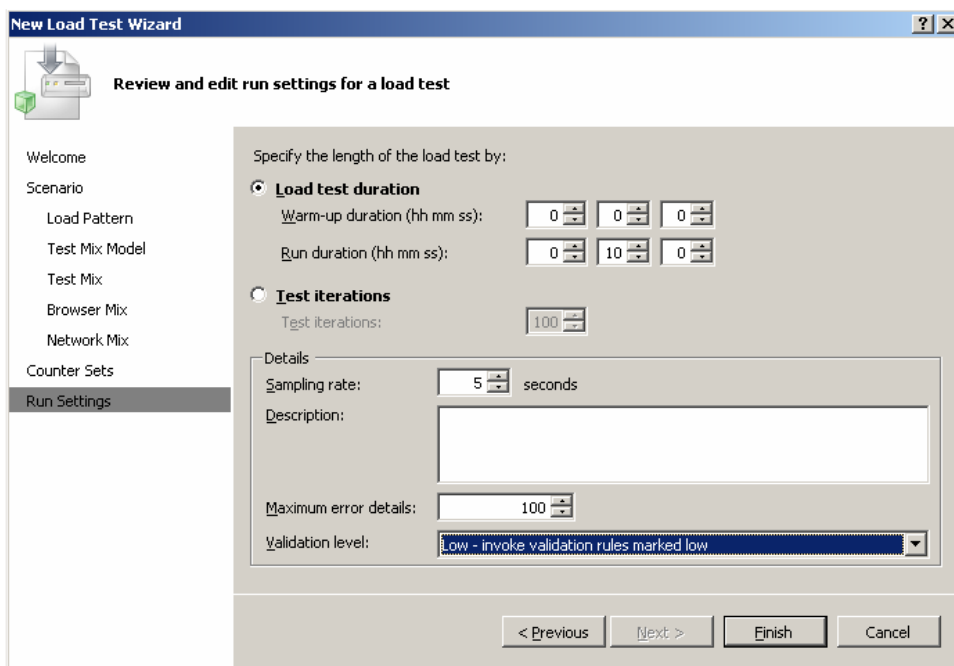 New Load Test Wizard
Review and edit run settings for a load test
Welcome
Scenario
Load Pattern
Test Mix Model
Test Mix
Browser Mix
Network Mix
Counter Sets
Run Settings
Specify the length of the load test by:
Load test duration
Warm-up duration (hh mm ss): 0 0 0
Run duration (hh mm ss): 0 10 0
Test iterations
Test iterations: 100
Details
Sampling rate: 5 seconds
Description:
Maximum error details: 100
Validation level: Low - invoke validation rules marked low
< Previous Next > Finish Cancel